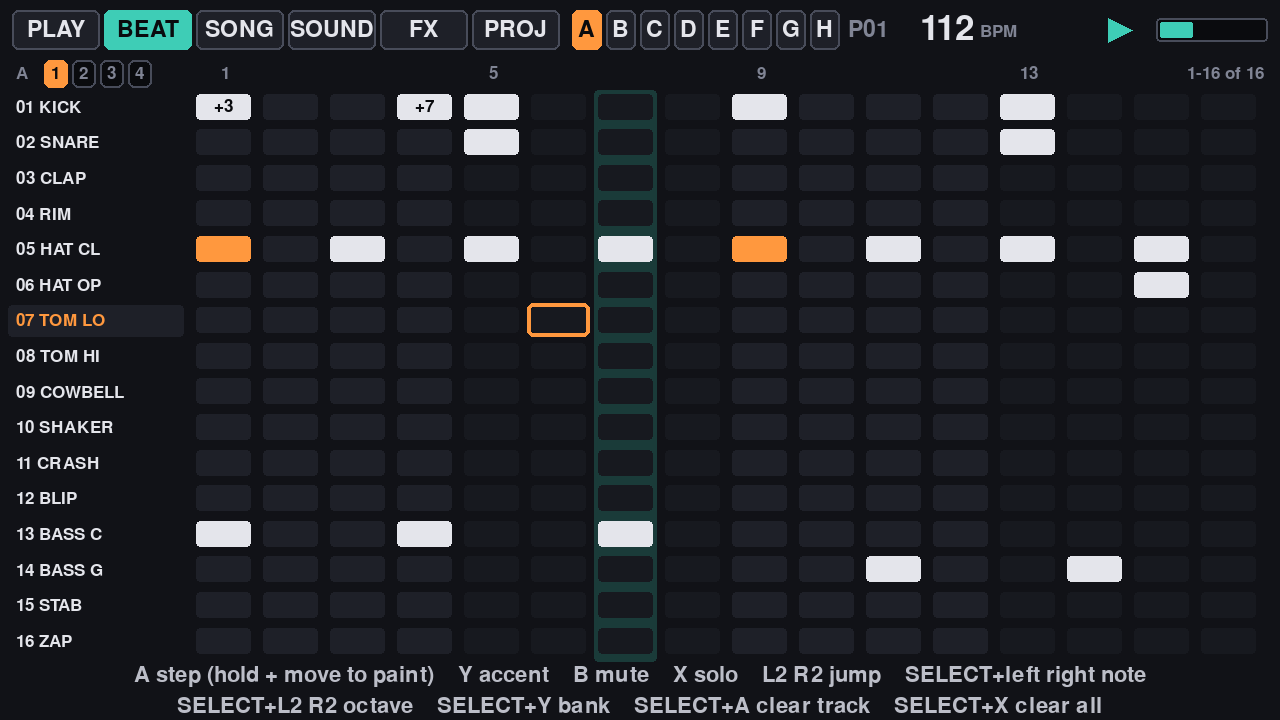 PLAY BEAT SONG SOUND FX PROJ A B C D E F G H P01 112 BPM
A 1 2 3 4 1 5 9 13 1-16 of 16
01 KICK +3 +7
02 SNARE
03 CLAP
04 RIM
05 HAT CL
06 HAT OP
07 TOM LO
08 TOM HI
09 COWBELL
10 SHAKER
11 CRASH
12 BLIP
13 BASS C
14 BASS G
15 STAB
16 ZAP
A step (hold + move to paint) Y accent B mute X solo L2 R2 jump SELECT+left right note
SELECT+L2 R2 octave SELECT+Y bank SELECT+A clear track SELECT+X clear all